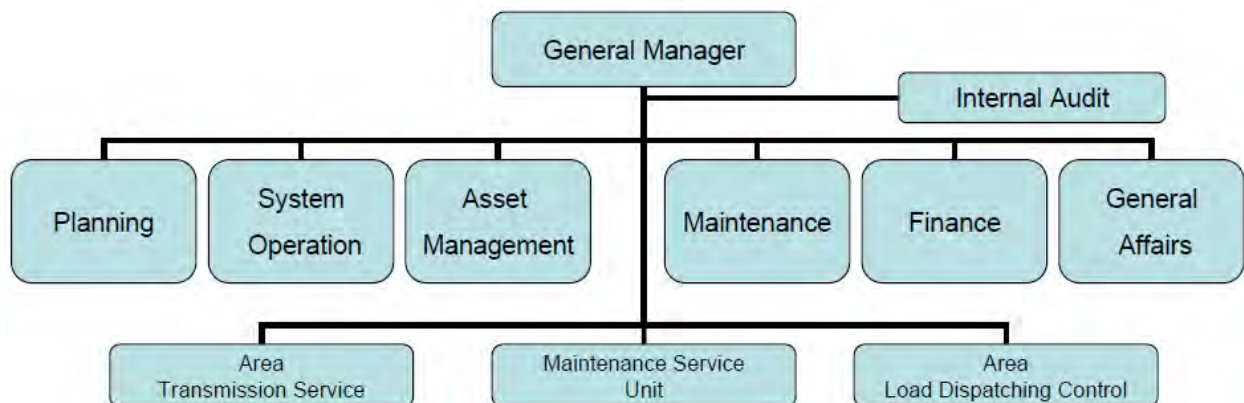 General Manager
Internal Audit
Planning
System
Operation
Asset
Management
Maintenance
Finance
General
Affairs
Area
Transmission Service
Maintenance Service
Unit
Area
Load Dispatching Control